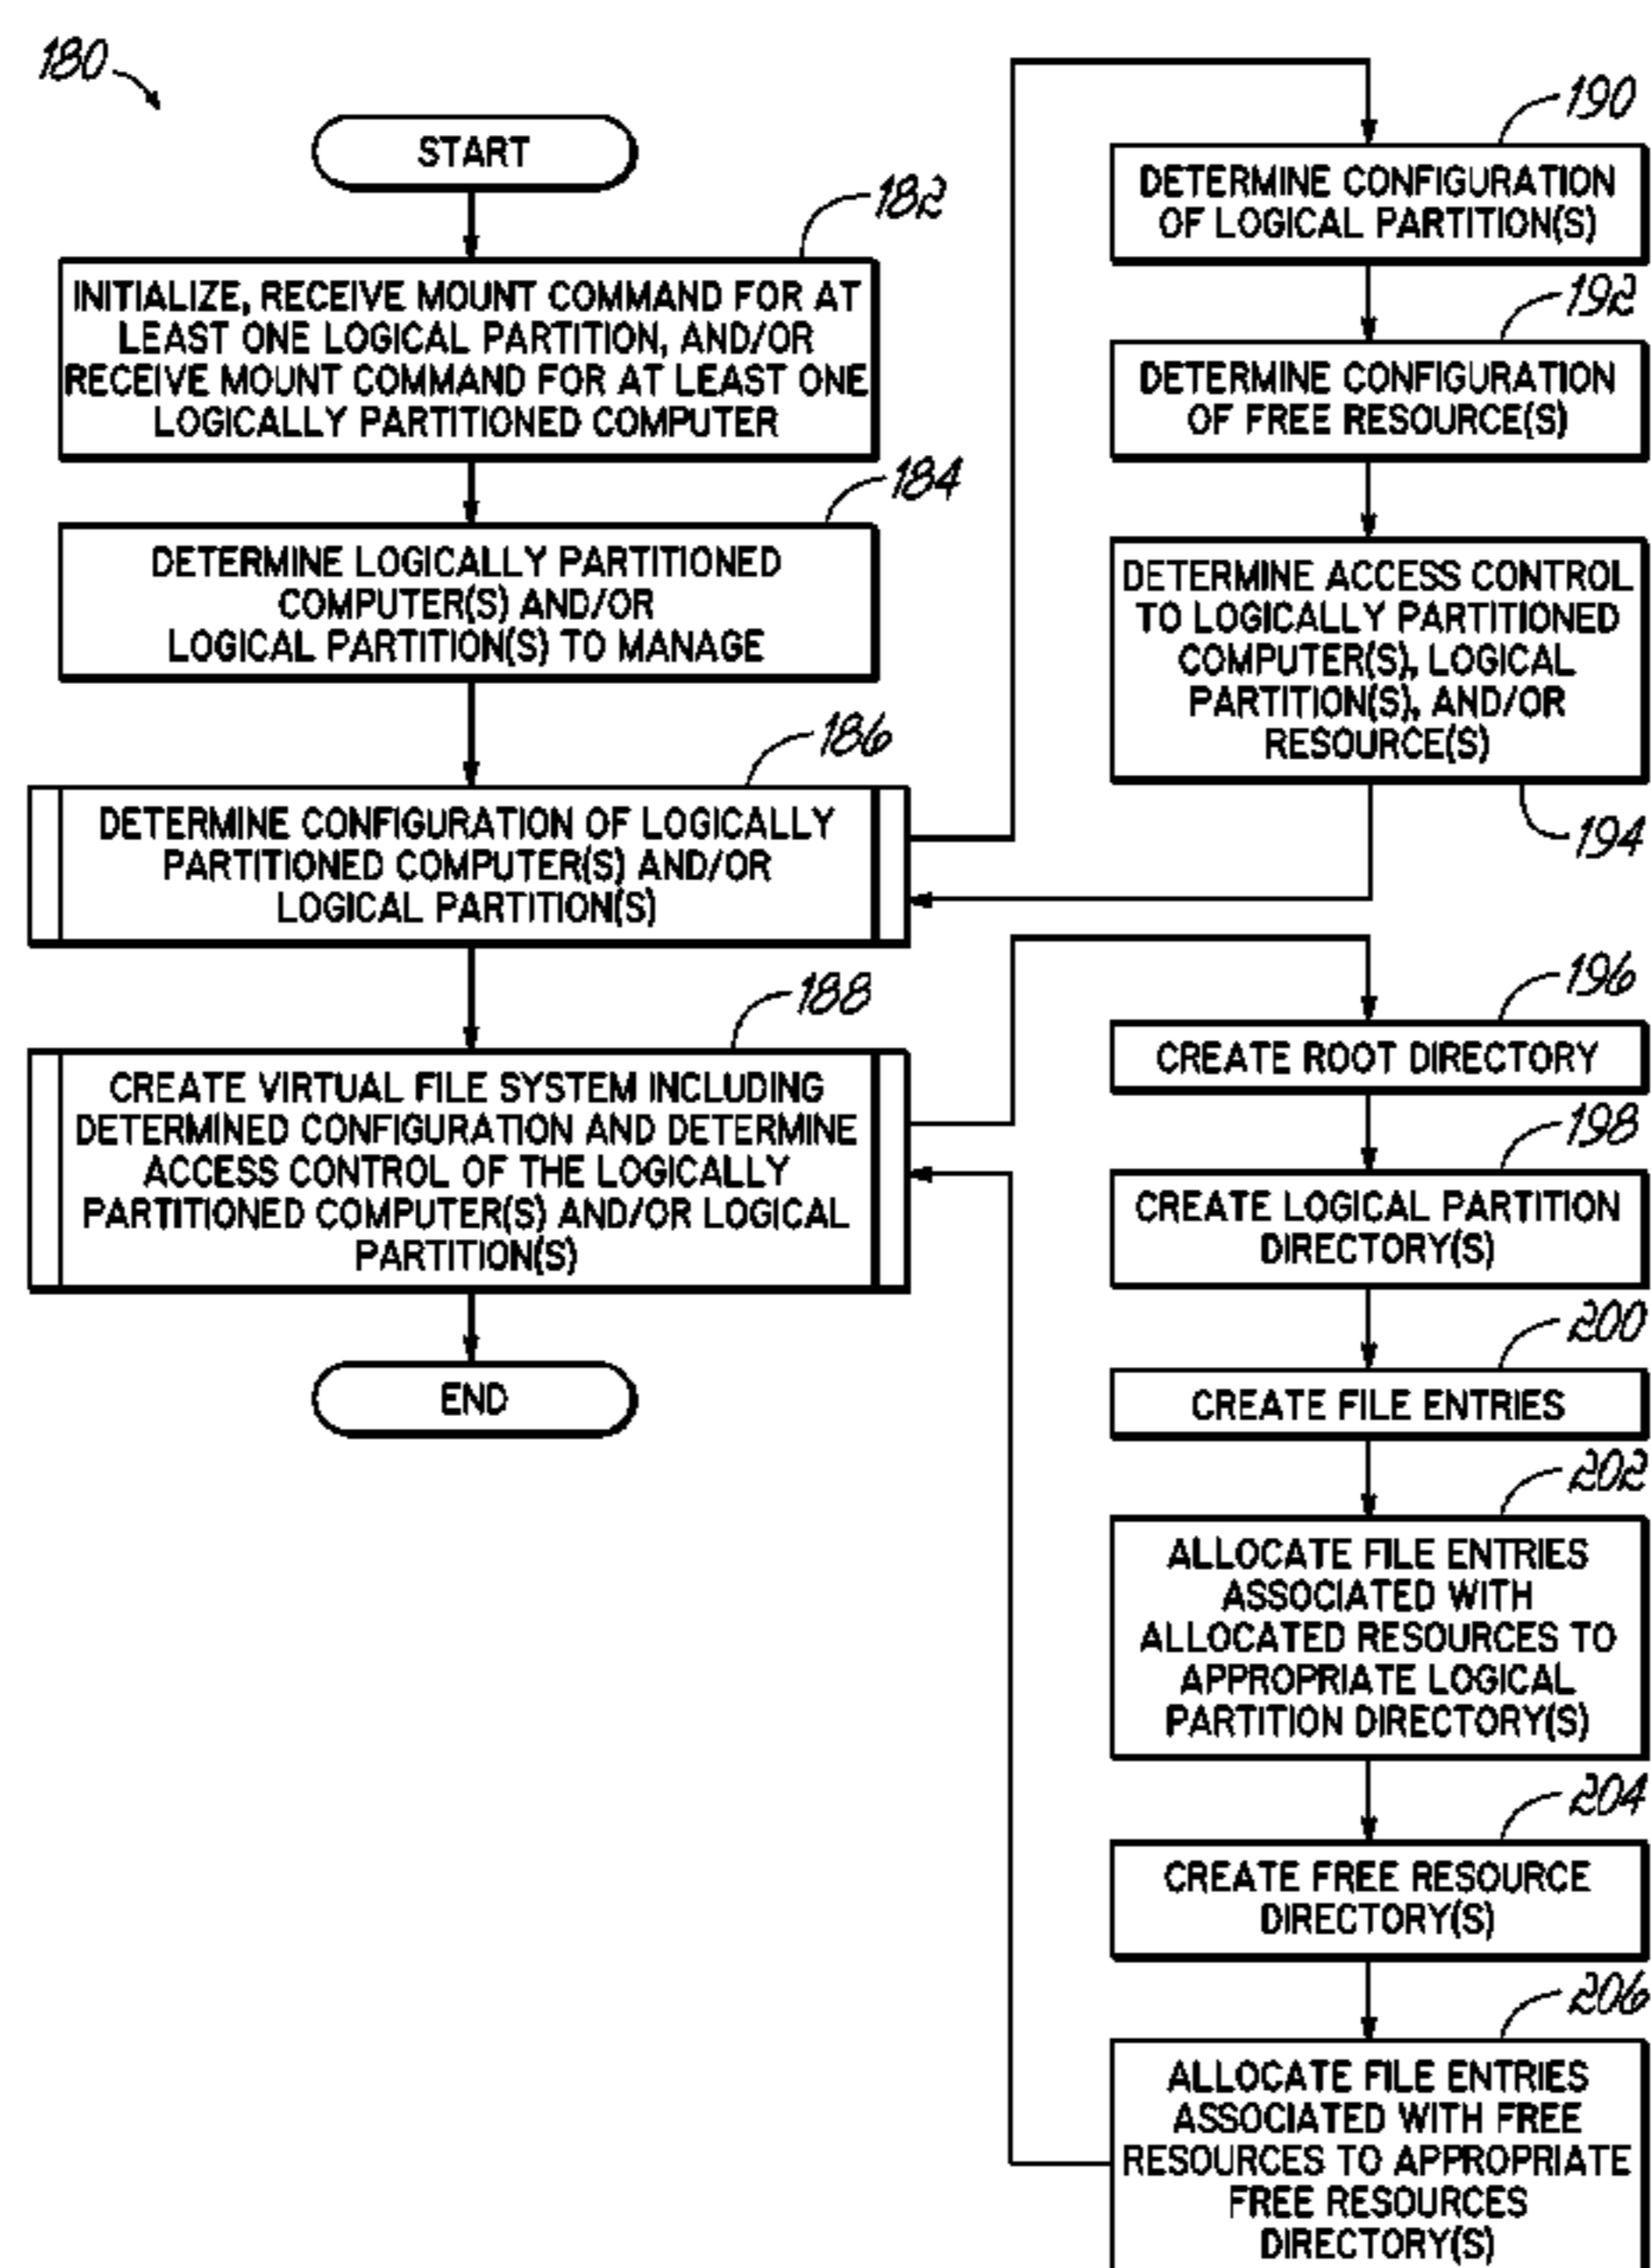 180
START
182
INITIALIZE, RECEIVE MOUNT COMMAND FOR AT
LEAST ONE LOGICAL PARTITION, AND/OR
RECEIVE MOUNT COMMAND FOR AT LEAST ONE
LOGICALLY PARTITIONED COMPUTER
184
DETERMINE LOGICALLY PARTITIONED
COMPUTER(S) AND/OR
LOGICAL PARTITION(S) TO MANAGE
186
DETERMINE CONFIGURATION OF LOGICALLY
PARTITIONED COMPUTER(S) AND/OR
LOGICAL PARTITION(S)
188
CREATE VIRTUAL FILE SYSTEM INCLUDING
DETERMINED CONFIGURATION AND DETERMINE
ACCESS CONTROL OF THE LOGICALLY
PARTITIONED COMPUTER(S) AND/OR LOGICAL
PARTITION(S)
END
190
DETERMINE CONFIGURATION
OF LOGICAL PARTITION(S)
192
DETERMINE CONFIGURATION
OF FREE RESOURCE(S)
DETERMINE ACCESS CONTROL
TO LOGICALLY PARTITIONED
COMPUTER(S), LOGICAL
PARTITION(S), AND/OR
RESOURCE(S)
194
196
CREATE ROOT DIRECTORY
198
CREATE LOGICAL PARTITION
DIRECTORY(S)
200
CREATE FILE ENTRIES
202
ALLOCATE FILE ENTRIES
ASSOCIATED WITH
ALLOCATED RESOURCES TO
APPROPRIATE LOGICAL
PARTITION DIRECTORY(S)
204
CREATE FREE RESOURCE
DIRECTORY(S)
206
ALLOCATE FILE ENTRIES
ASSOCIATED WITH FREE
RESOURCES TO APPROPRIATE
FREE RESOURCES
DIRECTORY(S)